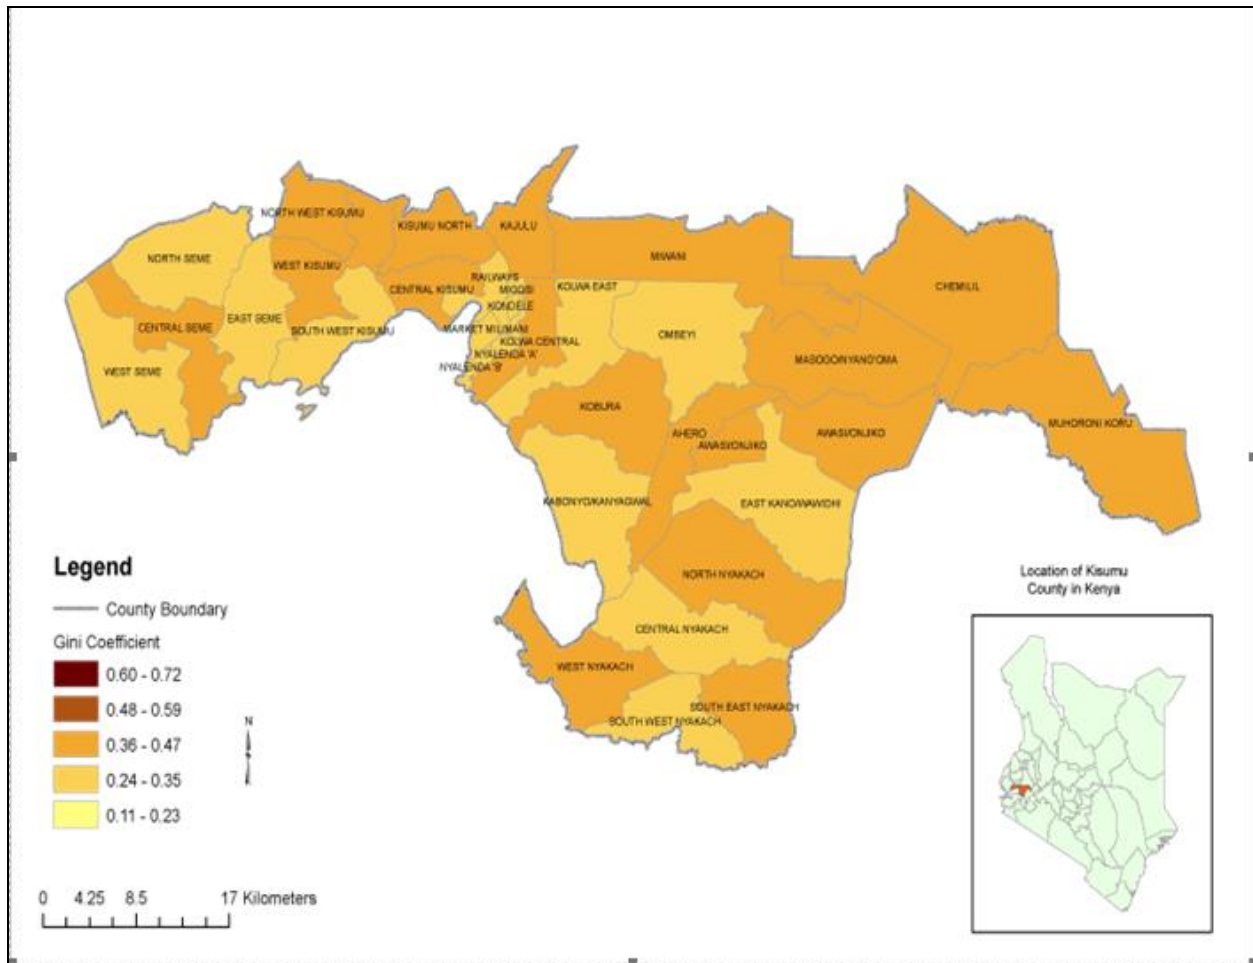 NORTH WEST KISUMU
KISUMU NORTH
KAJULU
NORTH SEME
WEST KISUMU
MIWANI
RAILWAYS
CENTRAL KISUMU
MIGOSI
KOLWA EAST
CHEMILIL
KONDELE
EAST SEME
CENTRAL SEME
SOUTH WEST KISUMU
MARKET MILIMANI
OMBEYI
KOLWA CENTRAL
NYALENDA 'A'
MASOGO/NYANG'OMA
NYALENDA 'B'
WEST SEME
KOBURA
MUHORONI KORU
AHERO
AWASI/ONJIKO
AWASI/ONJIKO
KABONYO/KANYAGWAL
EAST KANO/WAWIDHI
NORTH NYAKACH
CENTRAL NYAKACH
WEST NYAKACH
SOUTH EAST NYAKACH
SOUTH WEST NYAKACH
Legend
County Boundary
Gini Coefficient
0.60 - 0.72
0.48 - 0.59
0.36 - 0.47
0.24 - 0.35
0.11 - 0.23
N
0 4.25 8.5 17 Kilometers
Location of Kisumu
County in Kenya